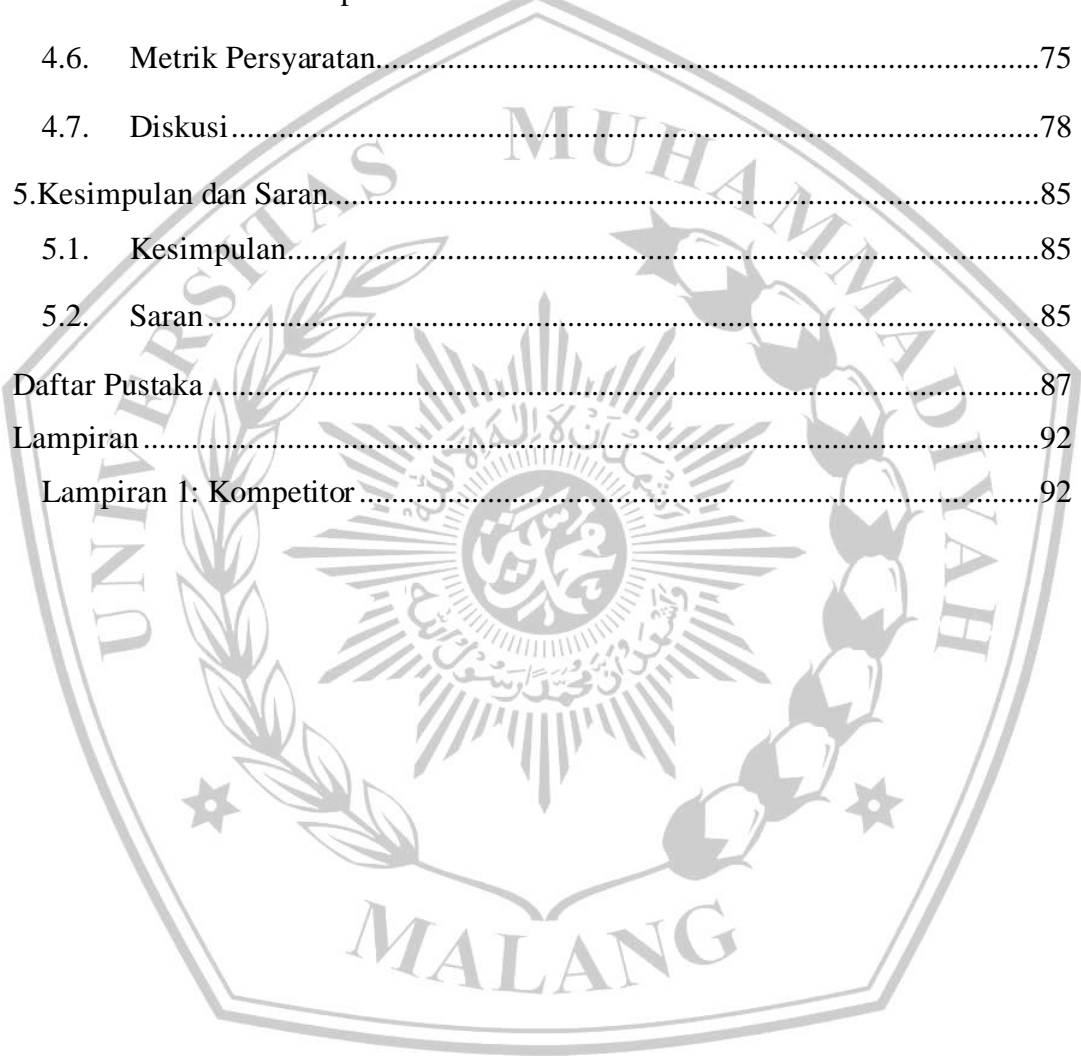 4.6. Metrik Persyaratan..........75
4.7. Diskusi..........78
5.Kesimpulan dan Saran..........85
5.1. Kesimpulan..........85
5.2. Saran..........85
Daftar Pustaka..........87
Lampiran..........92
Lampiran 1: Kompetitor..........92
UNIVERSITAS MUHAMMADIYAH
MALANG